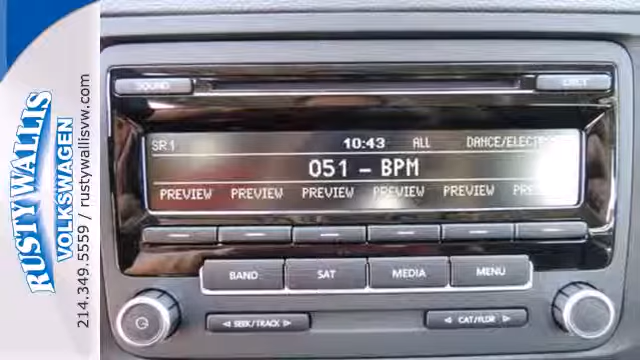 RUSTY WALLIS
VOLKSWAGEN
214.349.5559 / rustywallisvw.com
SOUND
EJECT
SR1 10:43 ALL DANCE/ELECTR
051 - BPM
PREVIEW PREVIEW PREVIEW PREVIEW PREVIEW
BAND SAT MEDIA MENU
SEEK/TRACK
CAT/FLDR